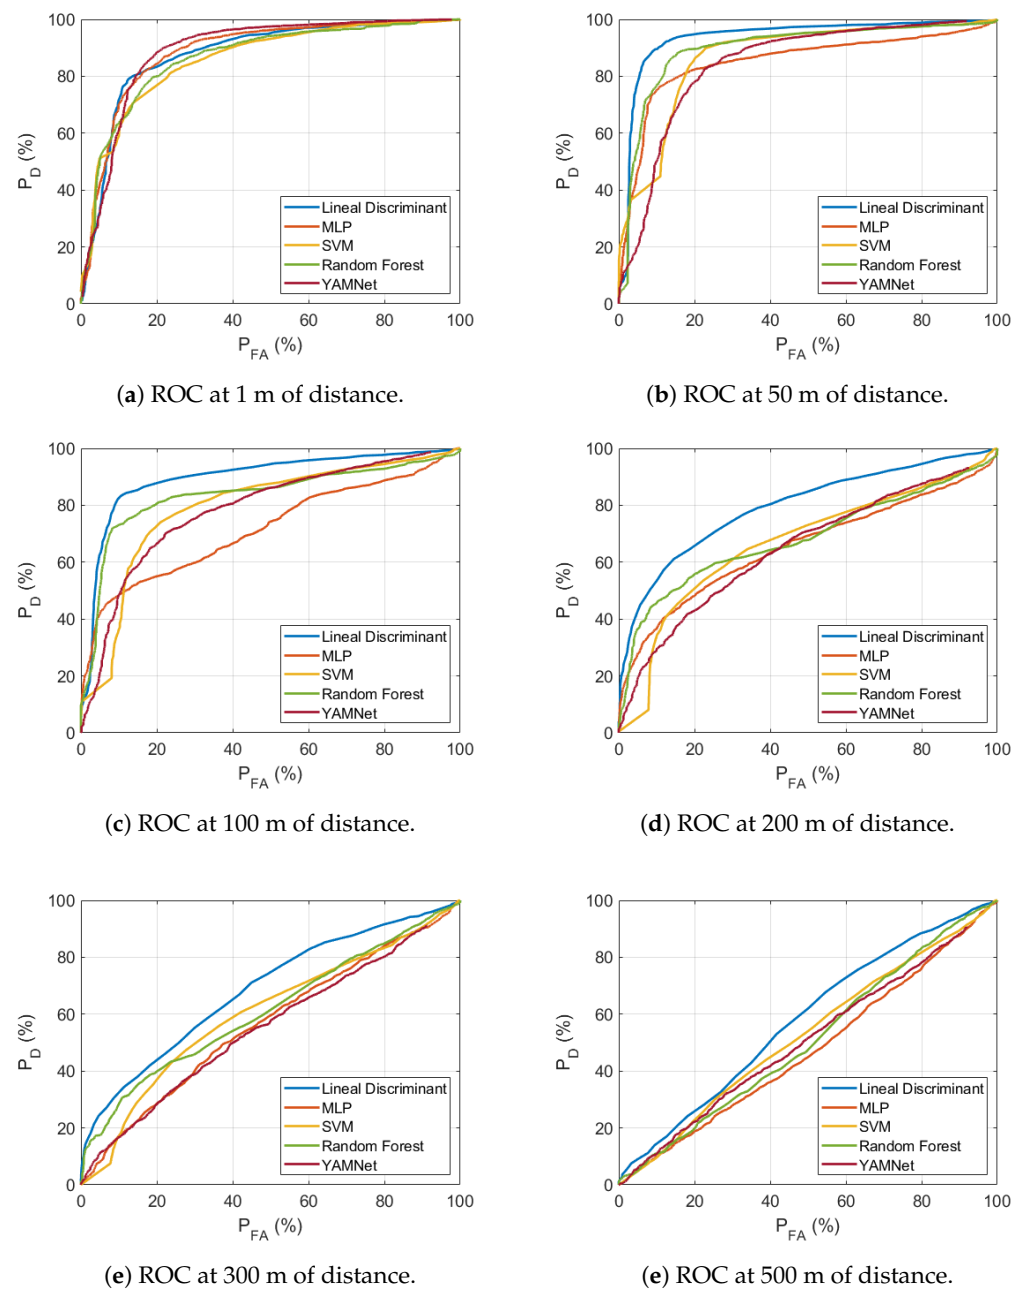 100
80
60
40
20
0
P_D (%)
0 20 40 60 80 100
P_FA (%)
Lineal Discriminant
MLP
SVM
Random Forest
YAMNet
(a) ROC at 1 m of distance.
100
80
60
40
20
0
P_D (%)
0 20 40 60 80 100
P_FA (%)
Lineal Discriminant
MLP
SVM
Random Forest
YAMNet
(b) ROC at 50 m of distance.
100
80
60
40
20
0
P_D (%)
0 20 40 60 80 100
P_FA (%)
Lineal Discriminant
MLP
SVM
Random Forest
YAMNet
(c) ROC at 100 m of distance.
100
80
60
40
20
0
P_D (%)
0 20 40 60 80 100
P_FA (%)
Lineal Discriminant
MLP
SVM
Random Forest
YAMNet
(d) ROC at 200 m of distance.
100
80
60
40
20
0
P_D (%)
0 20 40 60 80 100
P_FA (%)
Lineal Discriminant
MLP
SVM
Random Forest
YAMNet
(e) ROC at 300 m of distance.
100
80
60
40
20
0
P_D (%)
0 20 40 60 80 100
P_FA (%)
Lineal Discriminant
MLP
SVM
Random Forest
YAMNet
(e) ROC at 500 m of distance.